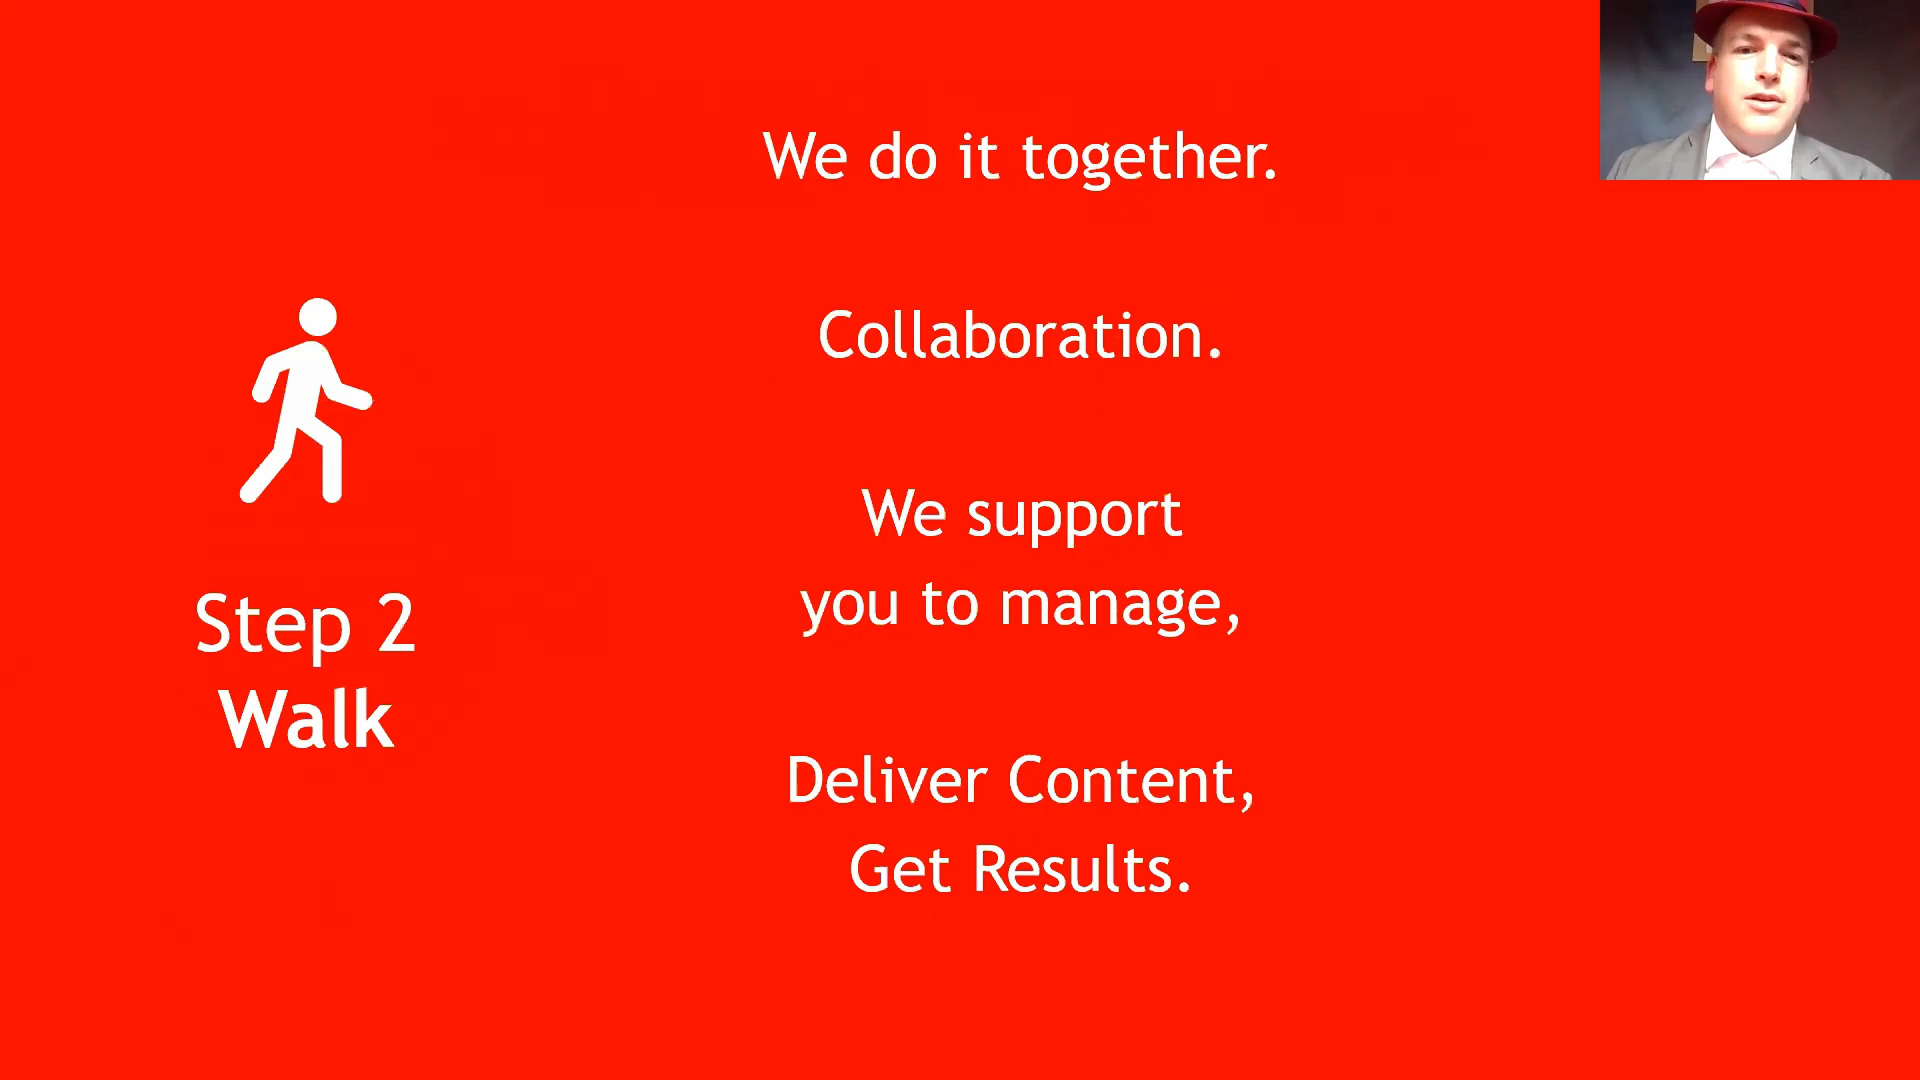 Step 2
Walk
We do it together.
Collaboration.
We support
you to manage,
Deliver Content,
Get Results.